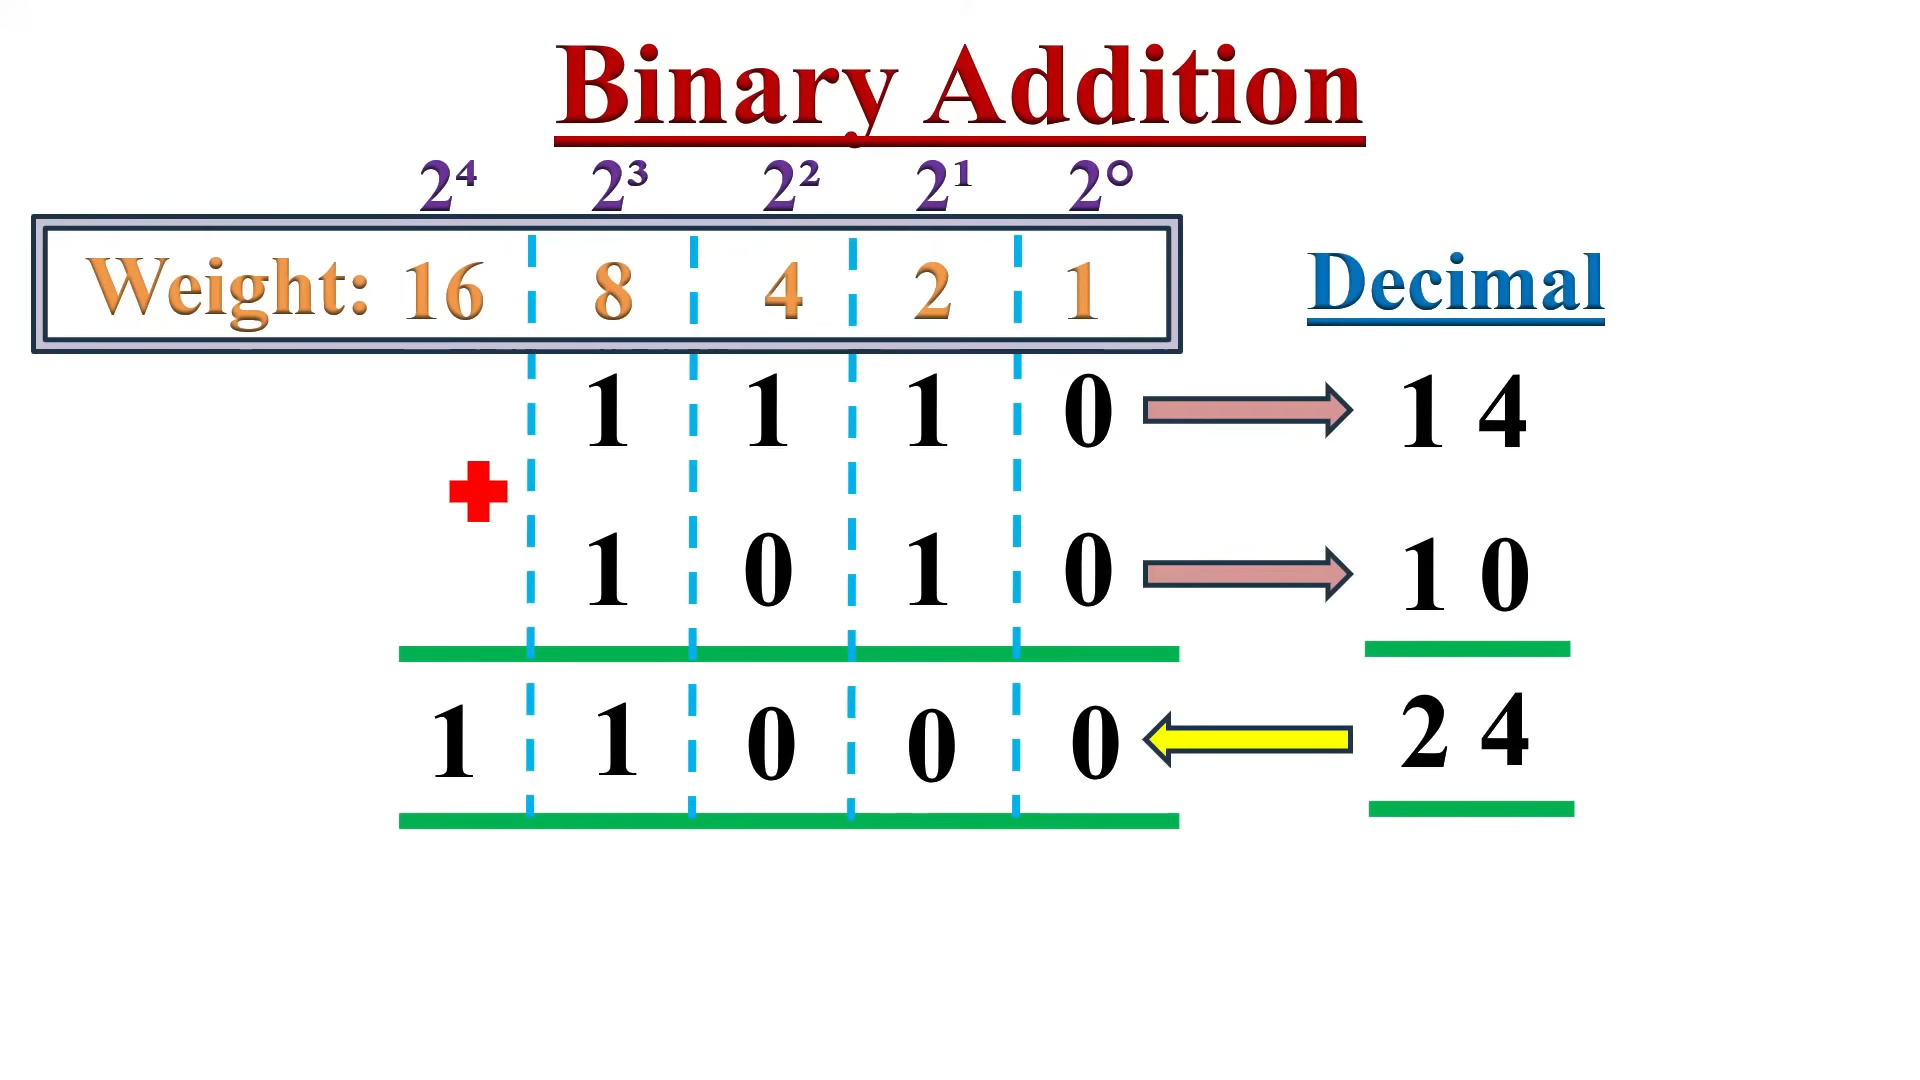 Binary Addition
2⁴ 2³ 2² 2¹ 2⁰
Weight: 16 8 4 2 1
Decimal
1 1 1 0 1 4
+
1 0 1 0 1 0
1 1 0 0 0 2 4